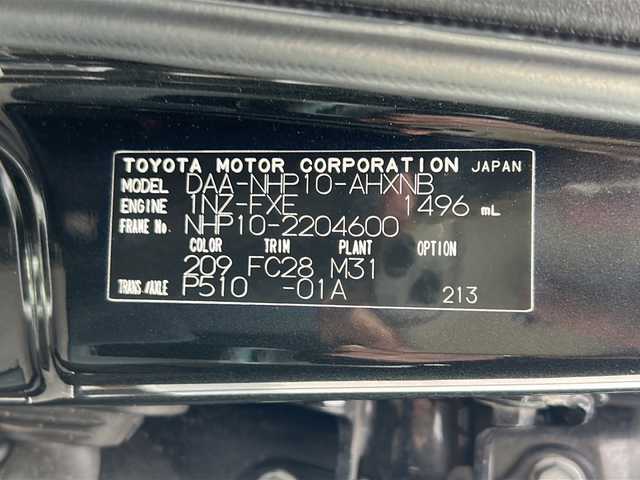 TOYOTA MOTOR CORPORATION JAPAN
MODEL DAA-NHP10-AHXNB
ENGINE 1NZ-FXE 1496 mL
FRAME No. NHP10-2204600
COLOR TRIM PLANT OPTION
209 FC28 M31
TRANS./AXLE P510 -01A 213